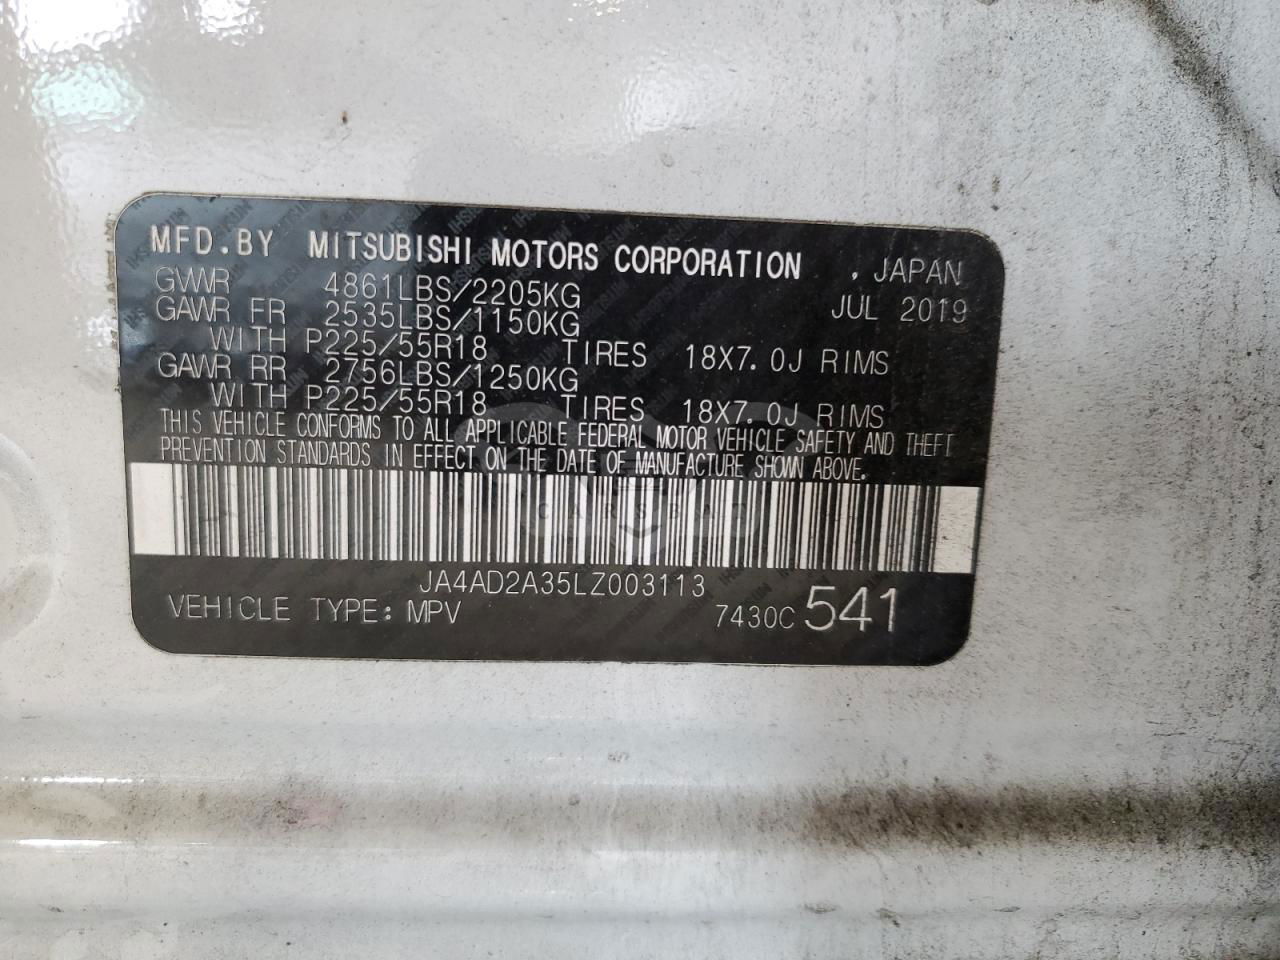 MFD.BY MITSUBISHI MOTORS CORPORATION , JAPAN
GWWR 4861LBS/2205KG JUL 2019
GAWR FR 2535LBS/1150KG
WITH P225/55R18 TIRES 18X7.0J RIMS
GAWR RR 2756LBS/1250KG
WITH P225/55R18 TIRES 18X7.0J RIMS
THIS VEHICLE CONFORMS TO ALL APPLICABLE FEDERAL MOTOR VEHICLE SAFETY AND THEFT
PREVENTION STANDARDS IN EFFECT ON THE DATE OF MANUFACTURE SHOWN ABOVE.
JA4AD2A35LZ003113
VEHICLE TYPE: MPV 7430C 541